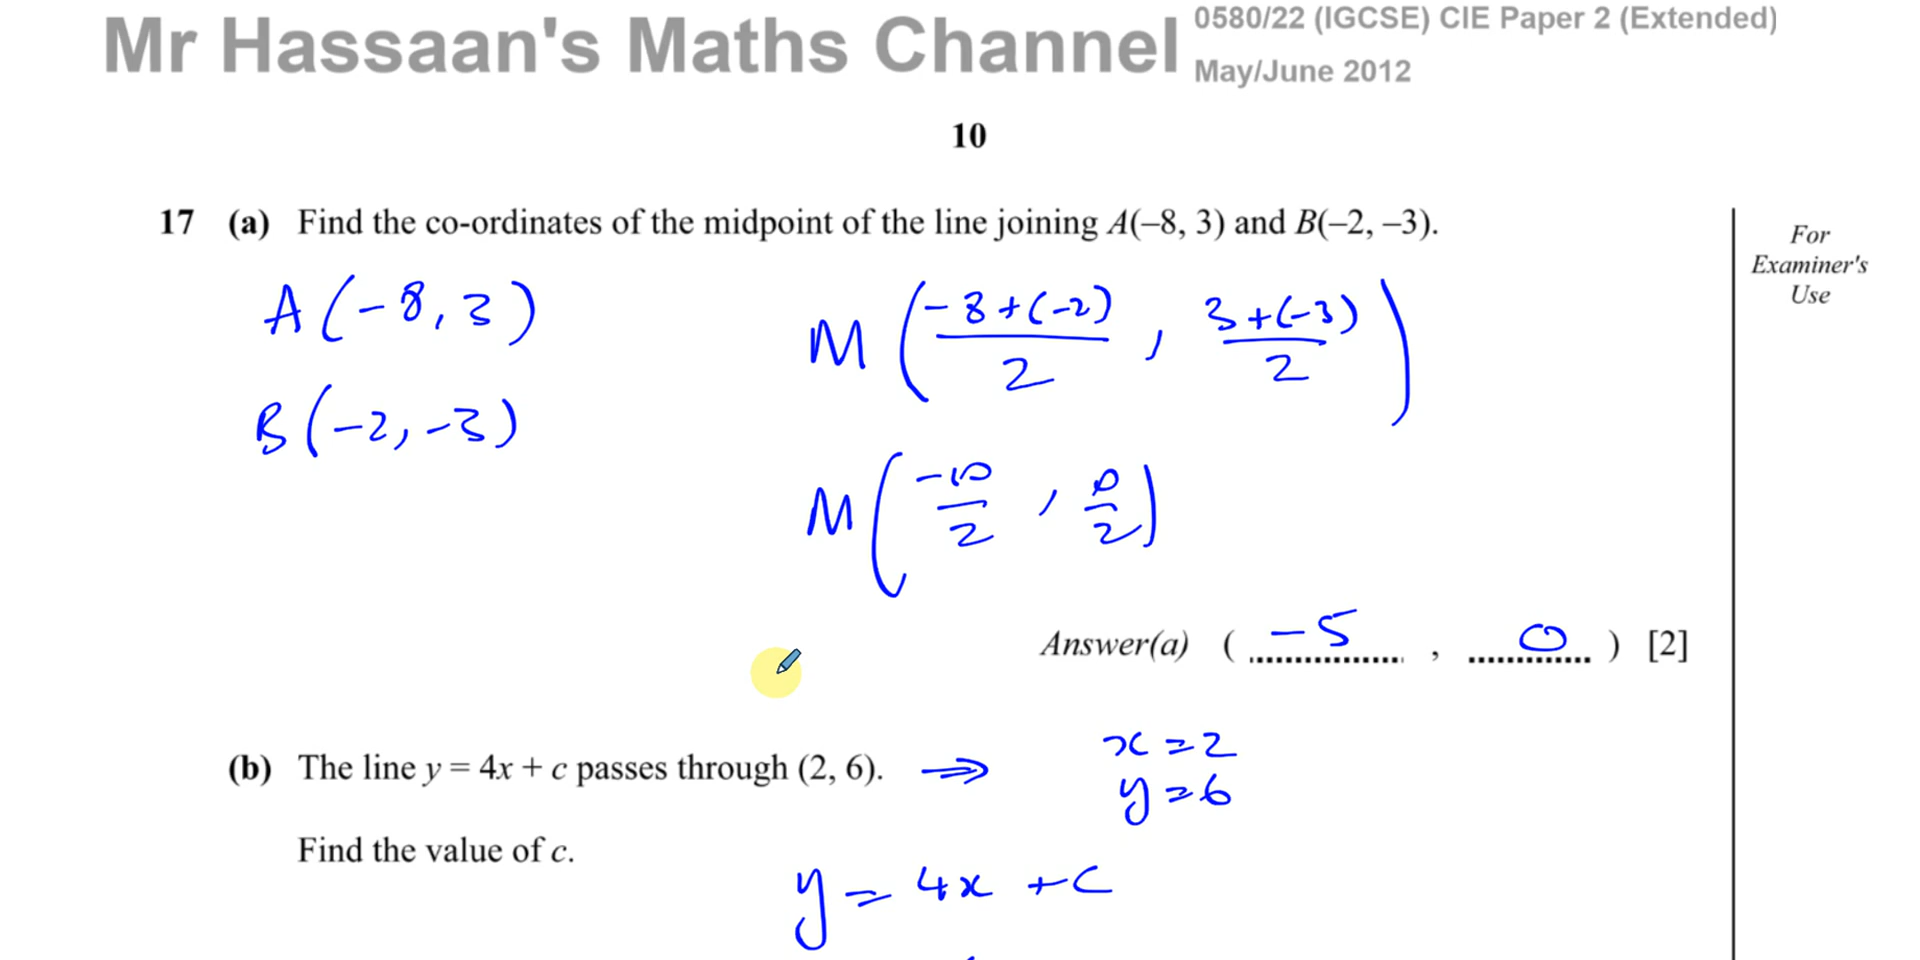 Mr Hassaan's Maths Channel
0580/22 (IGCSE) CIE Paper 2 (Extended)
May/June 2012
10
17 (a) Find the co-ordinates of the midpoint of the line joining A(–8, 3) and B(–2, –3).
For
Examiner's
Use
A(-8, 3)
M(-8+(-2)/2, 3+(-3)/2)
B(-2, -3)
M(-10/2, 0/2)
Answer(a) ( -5 , 0 ) [2]
(b) The line y = 4x + c passes through (2, 6). ⇒ x = 2
y = 6
Find the value of c.
y = 4x + c